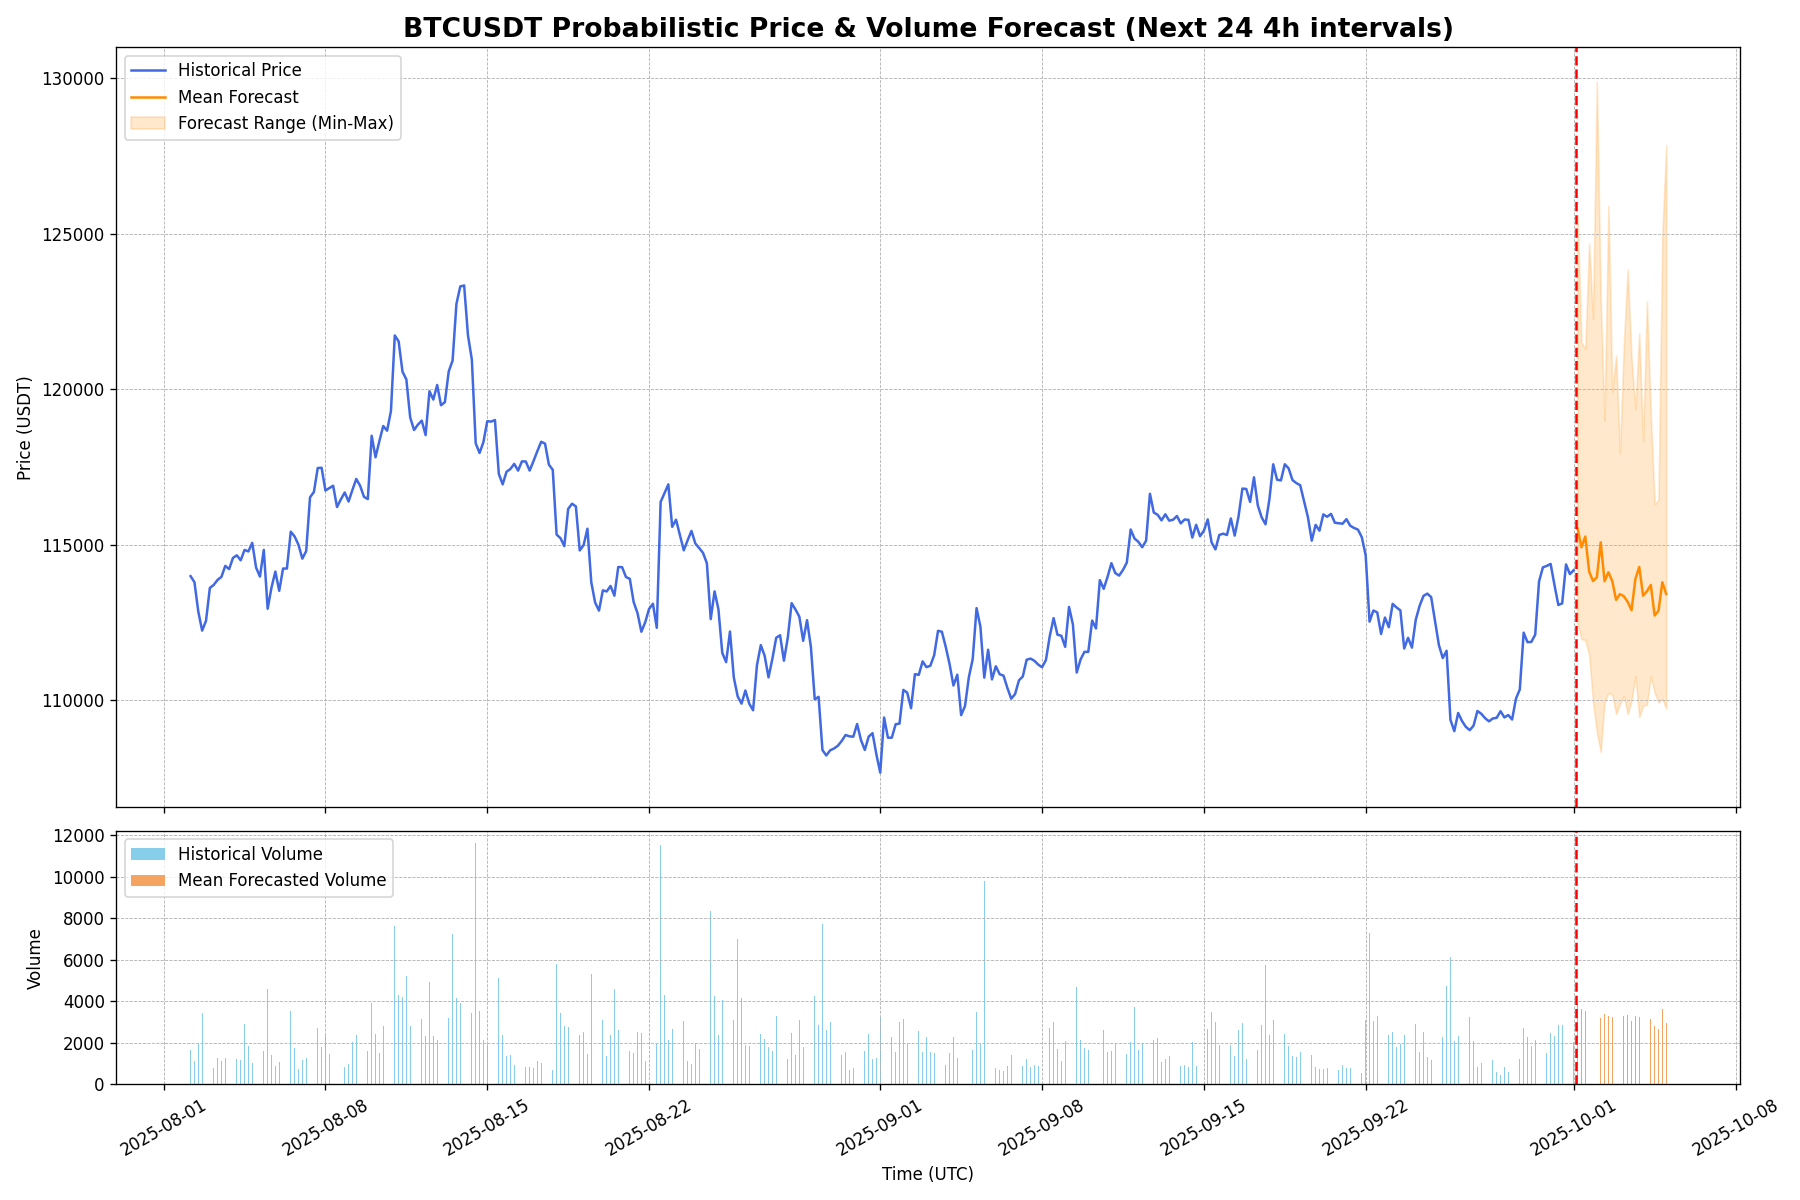 BTCUSDT Probabilistic Price & Volume Forecast (Next 24 4h intervals)
Historical Price
Mean Forecast
Forecast Range (Min-Max)
130000
125000
120000
115000
110000
Price (USDT)
Historical Volume
Mean Forecasted Volume
12000
10000
8000
6000
4000
2000
0
Volume
2025-08-01
2025-08-08
2025-08-15
2025-08-22
2025-09-01
2025-09-08
2025-09-15
2025-09-22
2025-10-01
2025-10-08
Time (UTC)